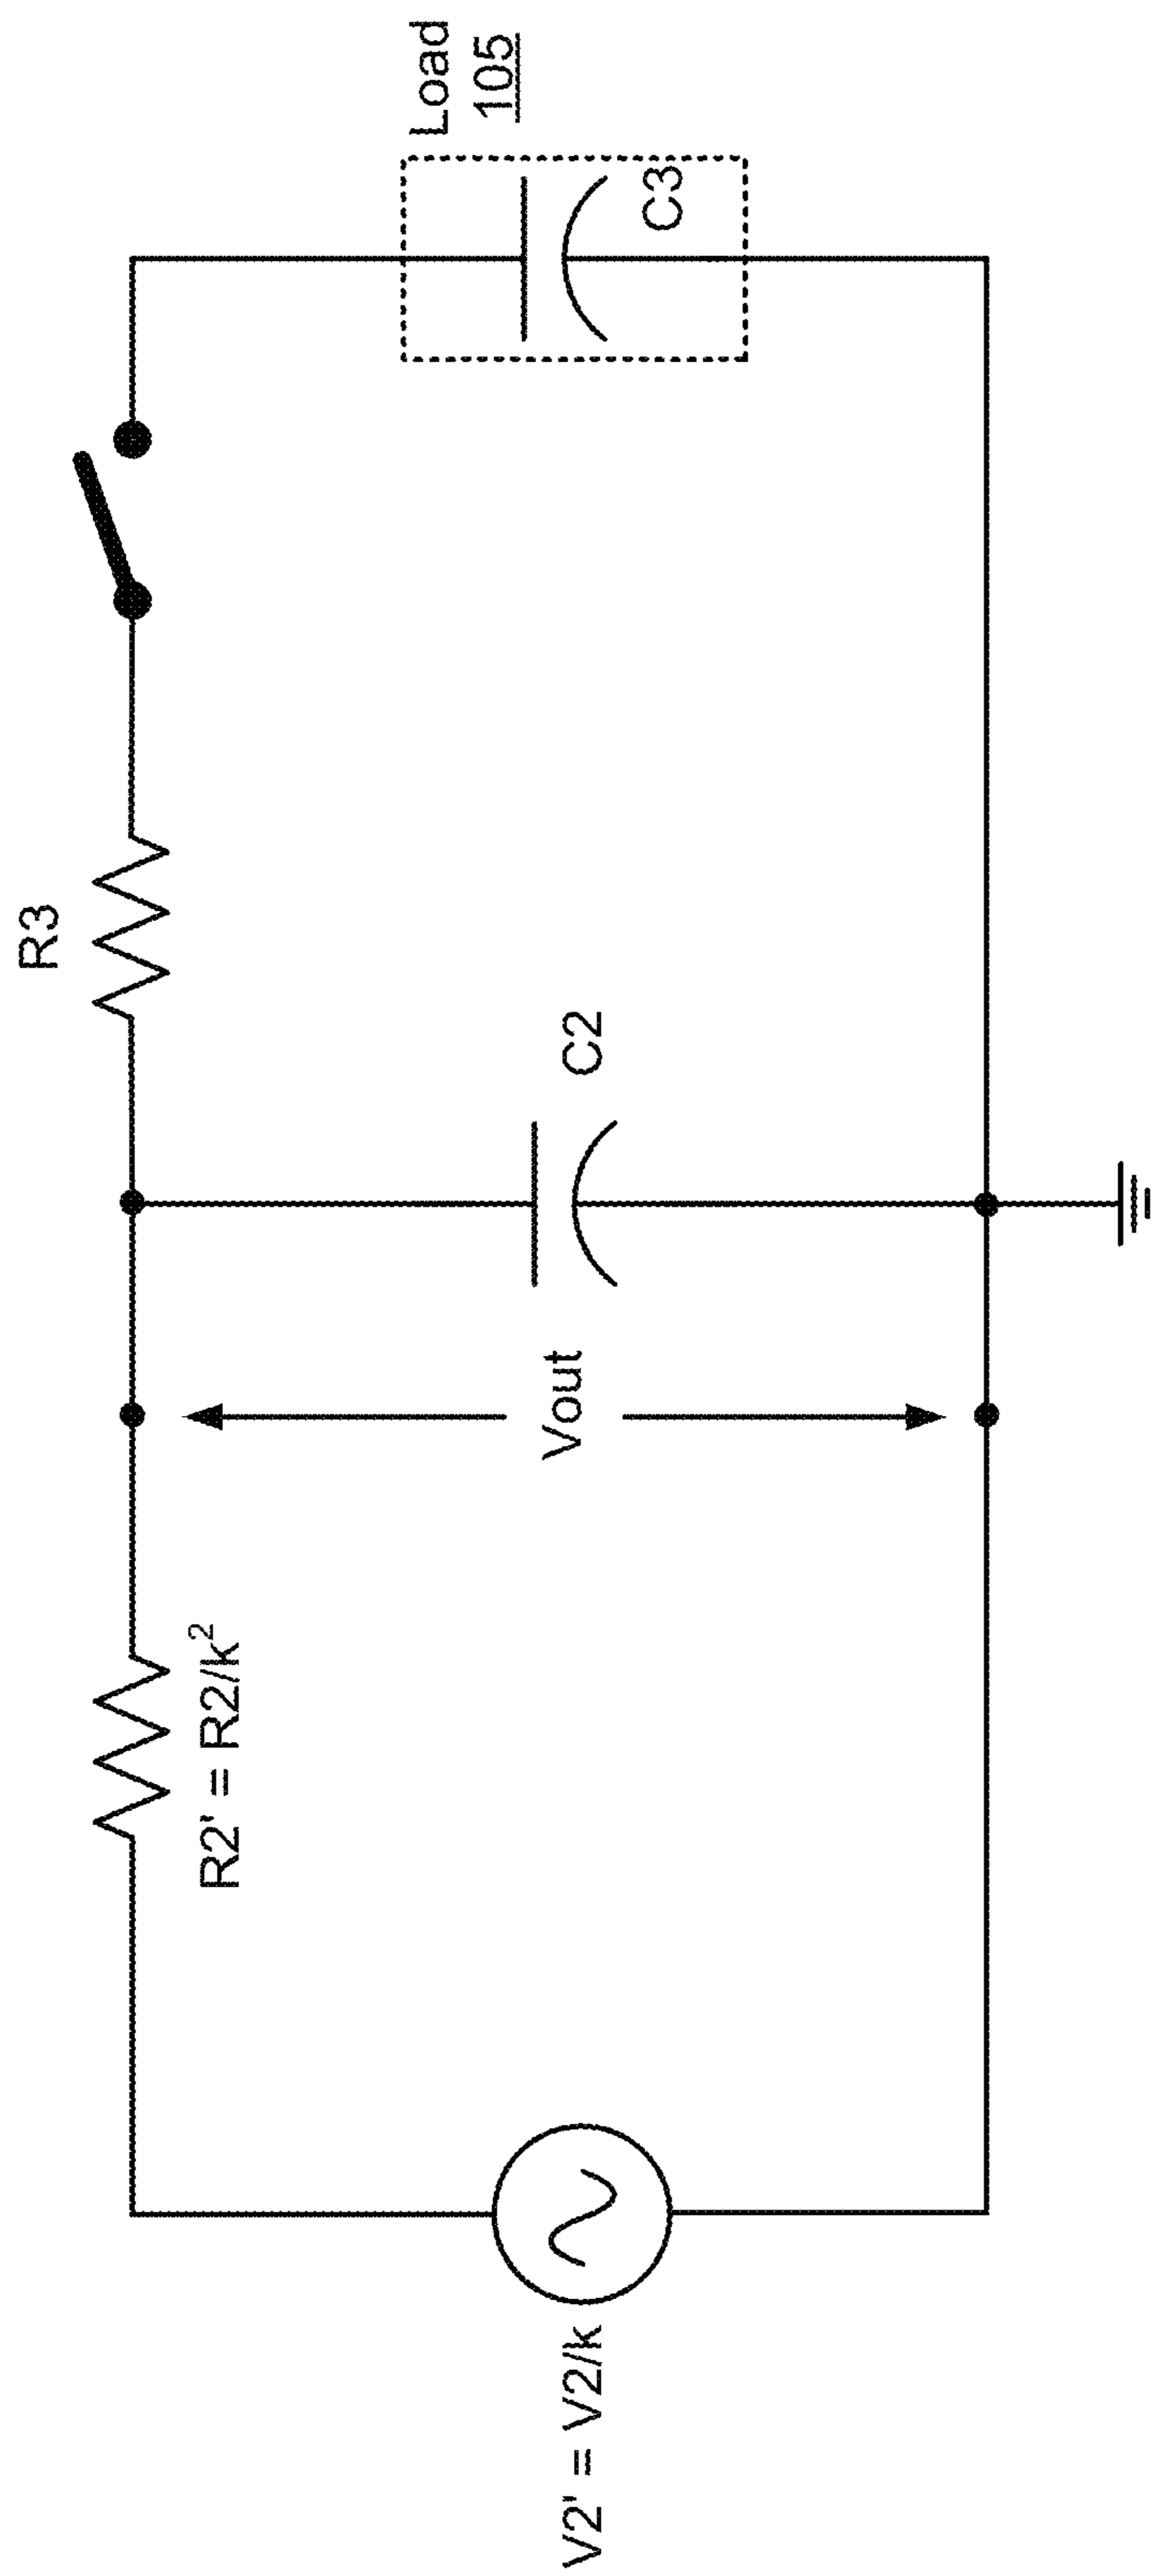 V2' = V2/k
R2' = R2/k²
Vout
C2
R3
C3
Load
105